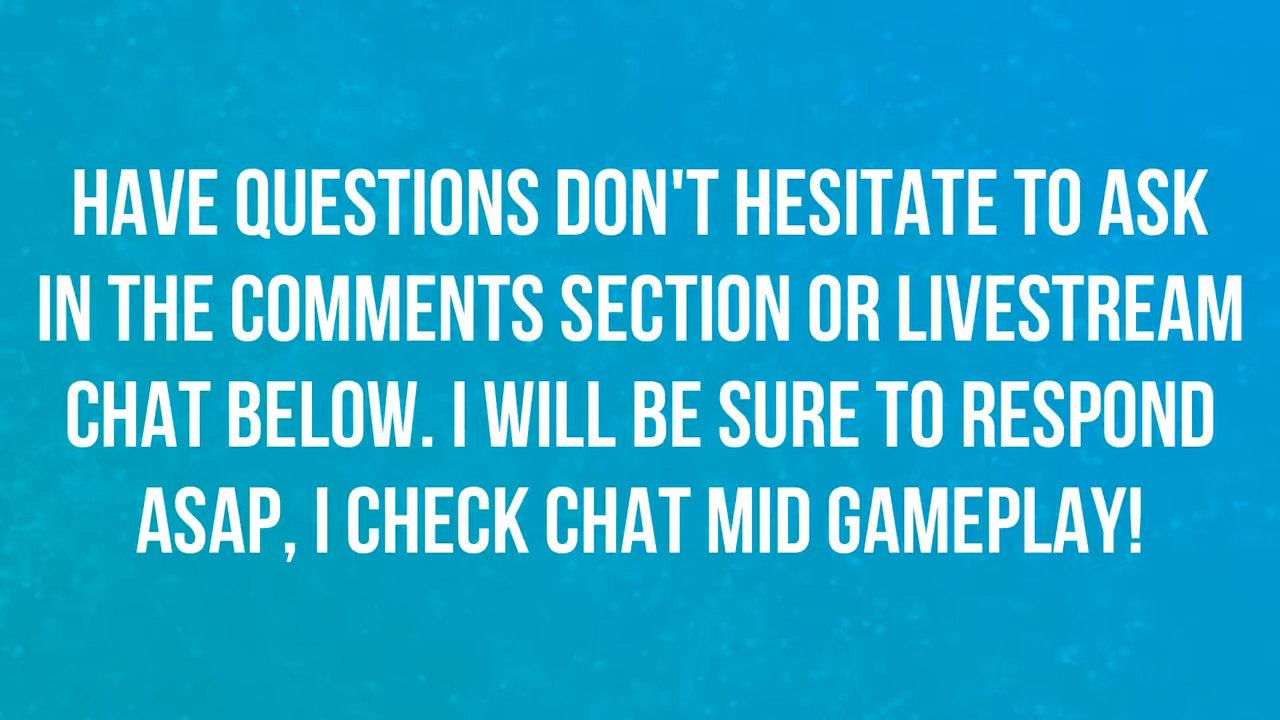 HAVE QUESTIONS DON'T HESITATE TO ASK
IN THE COMMENTS SECTION OR LIVESTREAM
CHAT BELOW. I WILL BE SURE TO RESPOND
ASAP, I CHECK CHAT MID GAMEPLAY!